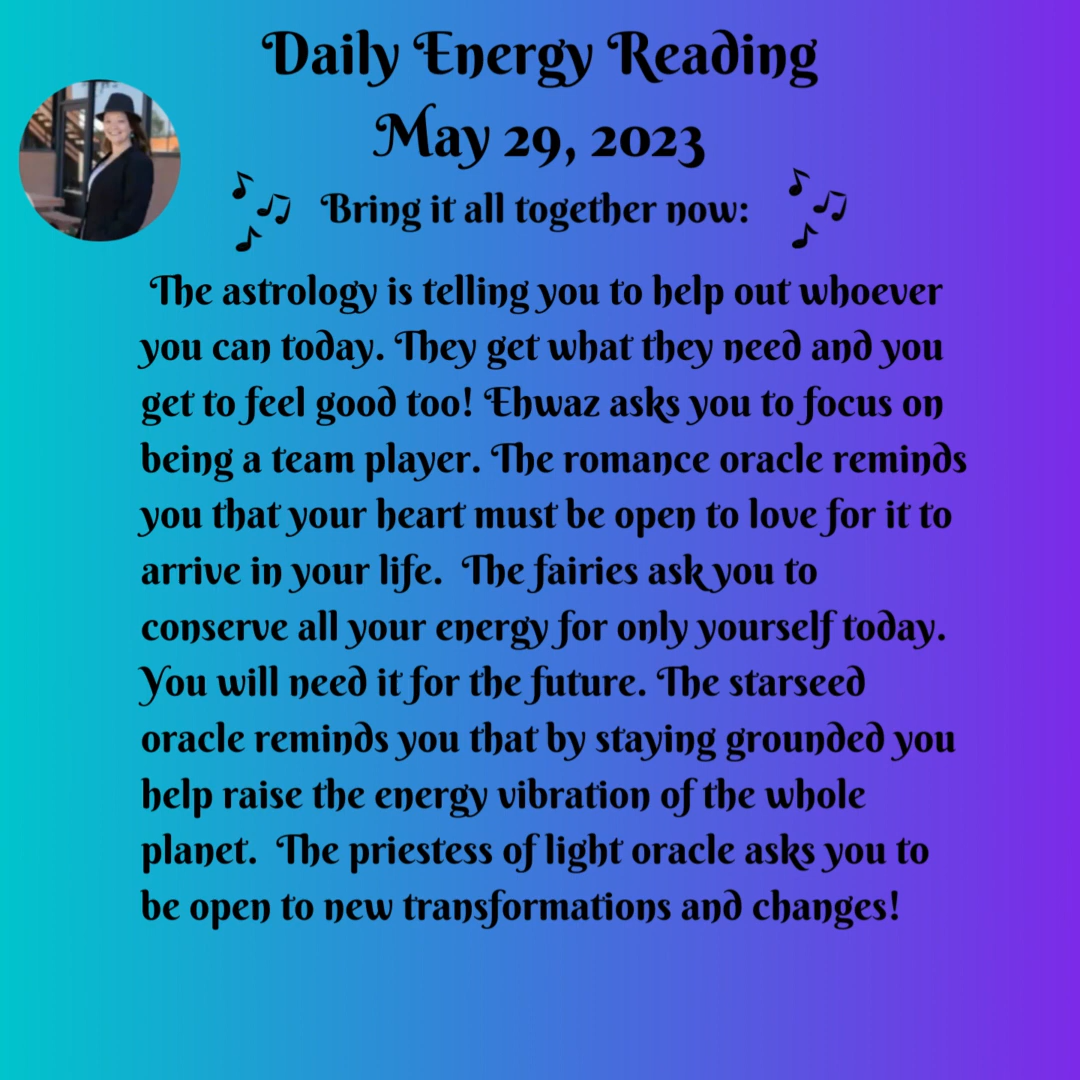 Daily Energy Reading
May 29, 2023
Bring it all together now:
The astrology is telling you to help out whoever
you can today. They get what they need and you
get to feel good too! Ehwaz asks you to focus on
being a team player. The romance oracle reminds
you that your heart must be open to love for it to
arrive in your life.  The fairies ask you to
conserve all your energy for only yourself today.
You will need it for the future. The starseed
oracle reminds you that by staying grounded you
help raise the energy vibration of the whole
planet.  The priestess of light oracle asks you to
be open to new transformations and changes!